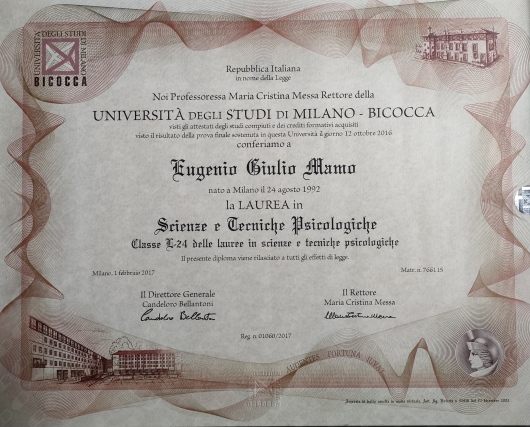 UNIVERSITÀ DEGLI STUDI DI MILANO
BICOCCA
Repubblica Italiana
in nome della Legge
Noi Professoressa Maria Cristina Messa Rettore della
UNIVERSITÀ DEGLI STUDI DI MILANO - BICOCCA
visti gli attestati degli studi compiuti e dei crediti formativi acquisiti
visto il risultato della prova finale sostenuta in questa Università il giorno 12 ottobre 2016
conferiamo a
Eugenio Giulio Mamo
nato a Milano il 24 agosto 1992
la LAUREA in
Scienze e Tecniche Psicologiche
Classe L-24 delle lauree in scienze e tecniche psicologiche
Il presente diploma viene rilasciato a tutti gli effetti di legge.
Milano, 1 febbraio 2017
Matr. n. 766115
Il Direttore Generale
Candeloro Bellantoni
Candeloro Bellantoni
Il Rettore
Maria Cristina Messa
Reg. n. 01060/2017
AUDENTES FORTUNA IUVAT